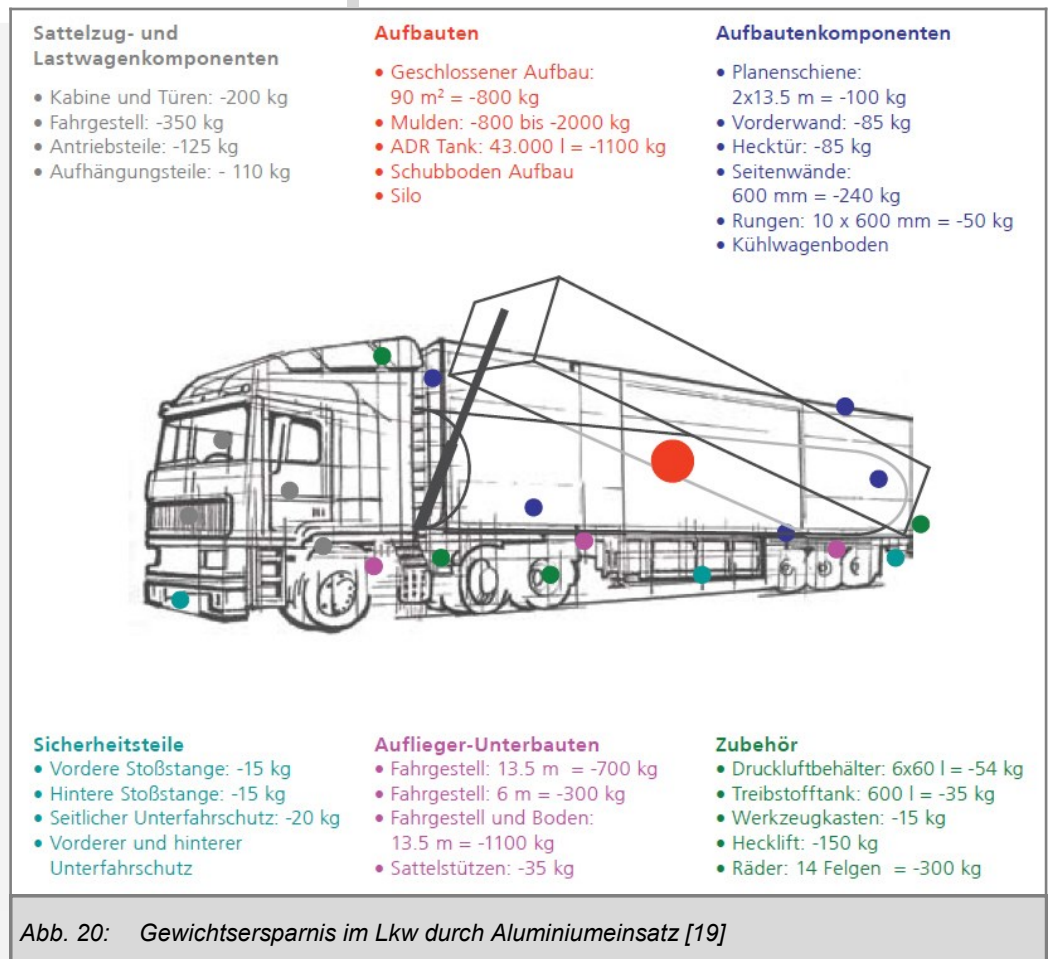 Sattelzug- und
Lastwagenkomponenten
• Kabine und Türen: -200 kg
• Fahrgestell: -350 kg
• Antriebsteile: -125 kg
• Aufhängungsteile: - 110 kg
Aufbauten
• Geschlossener Aufbau:
90 m² = -800 kg
• Mulden: -800 bis -2000 kg
• ADR Tank: 43.000 l = -1100 kg
• Schubboden Aufbau
• Silo
Aufbautenkomponenten
• Planenschiene:
2x13.5 m = -100 kg
• Vorderwand: -85 kg
• Hecktür: -85 kg
• Seitenwände:
600 mm = -240 kg
• Rungen: 10 x 600 mm = -50 kg
• Kühlwagenboden
Sicherheitsteile
• Vordere Stoßstange: -15 kg
• Hintere Stoßstange: -15 kg
• Seitlicher Unterfahrschutz: -20 kg
• Vorderer und hinterer
Unterfahrschutz
Auflieger-Unterbauten
• Fahrgestell: 13.5 m = -700 kg
• Fahrgestell: 6 m = -300 kg
• Fahrgestell und Boden:
13.5 m = -1100 kg
• Sattelstützen: -35 kg
Zubehör
• Druckluftbehälter: 6x60 l = -54 kg
• Treibstofftank: 600 l = -35 kg
• Werkzeugkasten: -15 kg
• Hecklift: -150 kg
• Räder: 14 Felgen = -300 kg
Abb. 20: Gewichtsersparnis im Lkw durch Aluminiumeinsatz [19]